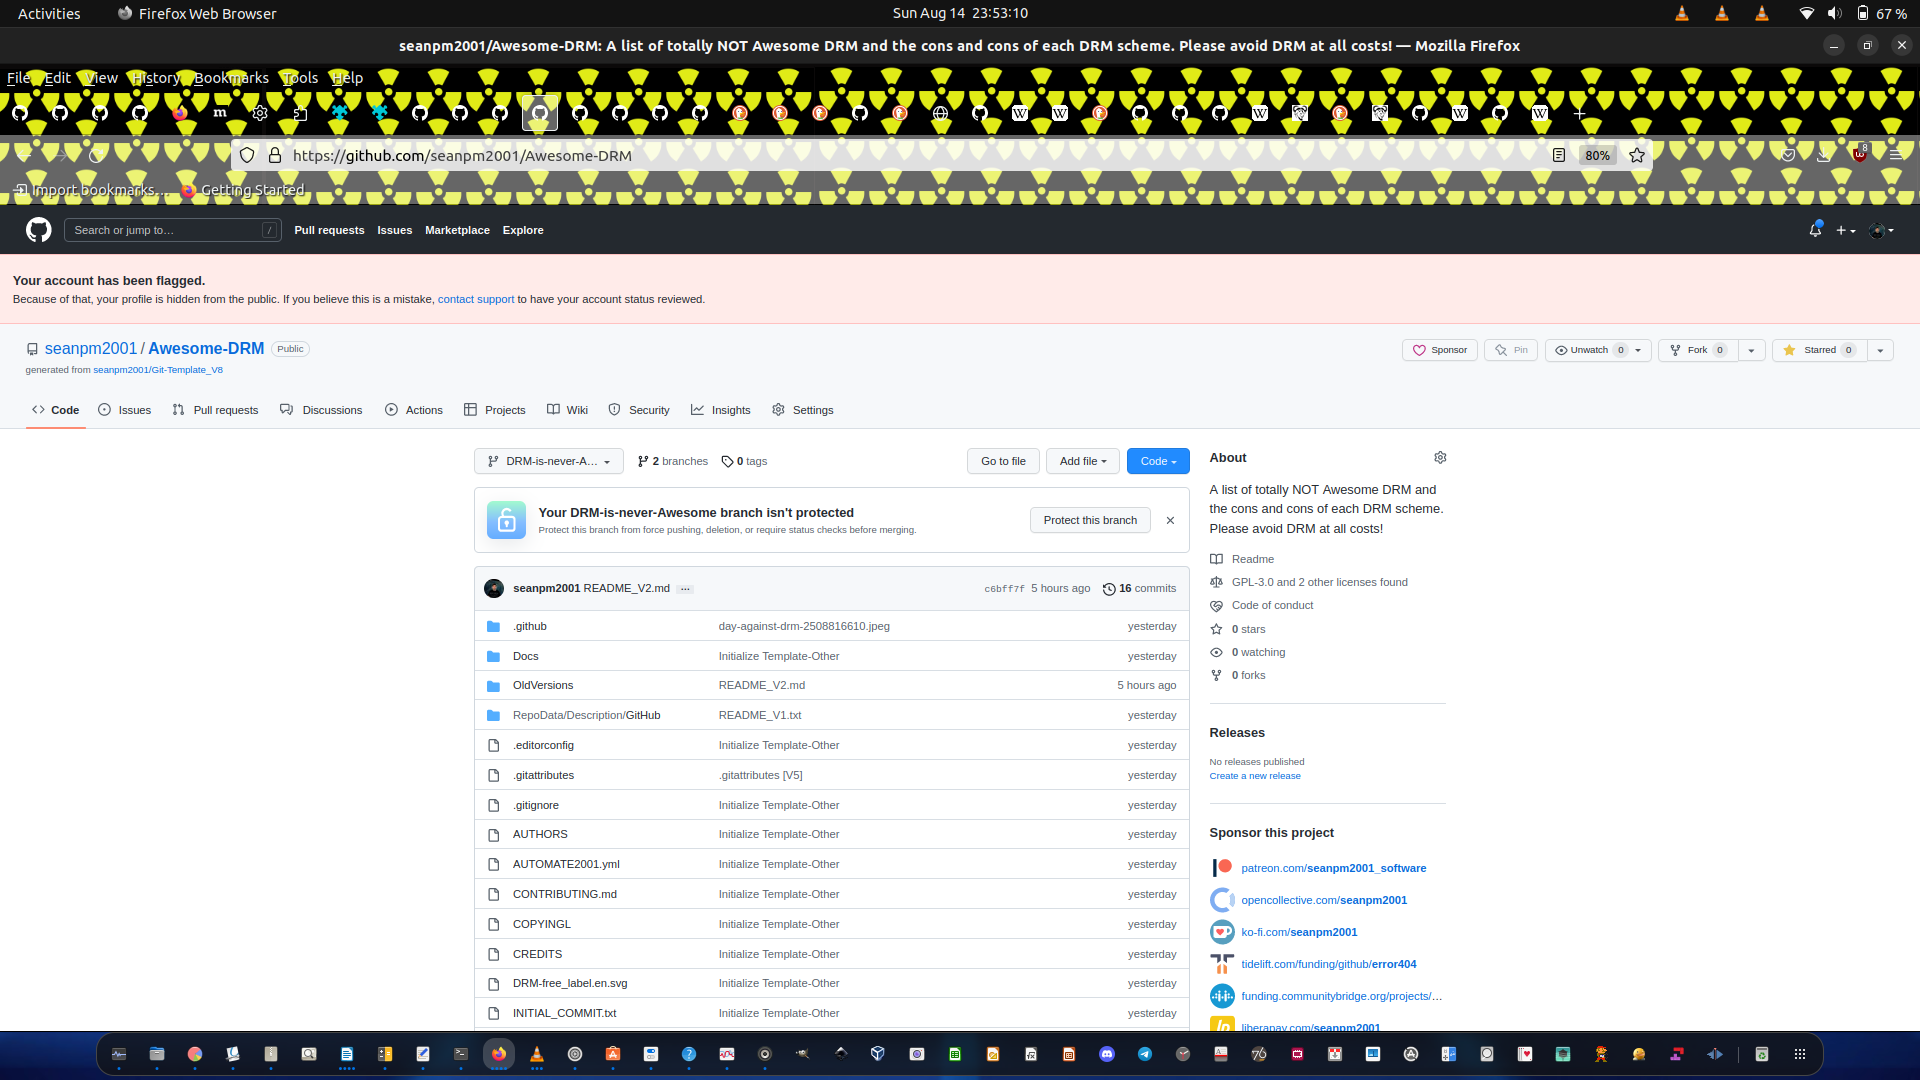 Activities
Firefox Web Browser
Sun Aug 14 23:53:10
67 %
seanpm2001/Awesome-DRM: A list of totally NOT Awesome DRM and the cons and cons of each DRM scheme. Please avoid DRM at all costs! — Mozilla Firefox
File Edit View History Bookmarks Tools Help
https://github.com/seanpm2001/Awesome-DRM
80%
8
Import bookmarks...
Getting Started
Search or jump to…
/
Pull requests Issues Marketplace Explore
Your account has been flagged.
Because of that, your profile is hidden from the public. If you believe this is a mistake, contact support to have your account status reviewed.
seanpm2001 / Awesome-DRM Public
generated from seanpm2001/Git-Template_V8
Sponsor
Pin
Unwatch 0
Fork 0
Starred 0
Code Issues Pull requests Discussions Actions Projects Wiki Security Insights Settings
DRM-is-never-A…
2 branches
0 tags
Go to file
Add file
Code
Your DRM-is-never-Awesome branch isn't protected
Protect this branch from force pushing, deletion, or require status checks before merging.
Protect this branch
seanpm2001 README_V2.md … c6bff7f 5 hours ago 16 commits
.github day-against-drm-2508816610.jpeg yesterday
Docs Initialize Template-Other yesterday
OldVersions README_V2.md 5 hours ago
RepoData/Description/GitHub README_V1.txt yesterday
.editorconfig Initialize Template-Other yesterday
.gitattributes .gitattributes [V5] yesterday
.gitignore Initialize Template-Other yesterday
AUTHORS Initialize Template-Other yesterday
AUTOMATE2001.yml Initialize Template-Other yesterday
CONTRIBUTING.md Initialize Template-Other yesterday
COPYINGL Initialize Template-Other yesterday
CREDITS Initialize Template-Other yesterday
DRM-free_label.en.svg Initialize Template-Other yesterday
INITIAL_COMMIT.txt Initialize Template-Other yesterday
About
A list of totally NOT Awesome DRM and
the cons and cons of each DRM scheme.
Please avoid DRM at all costs!
Readme
GPL-3.0 and 2 other licenses found
Code of conduct
0 stars
0 watching
0 forks
Releases
No releases published
Create a new release
Sponsor this project
patreon.com/seanpm2001_software
opencollective.com/seanpm2001
ko-fi.com/seanpm2001
tidelift.com/funding/github/error404
funding.communitybridge.org/projects/…
liberapay.com/seanpm2001